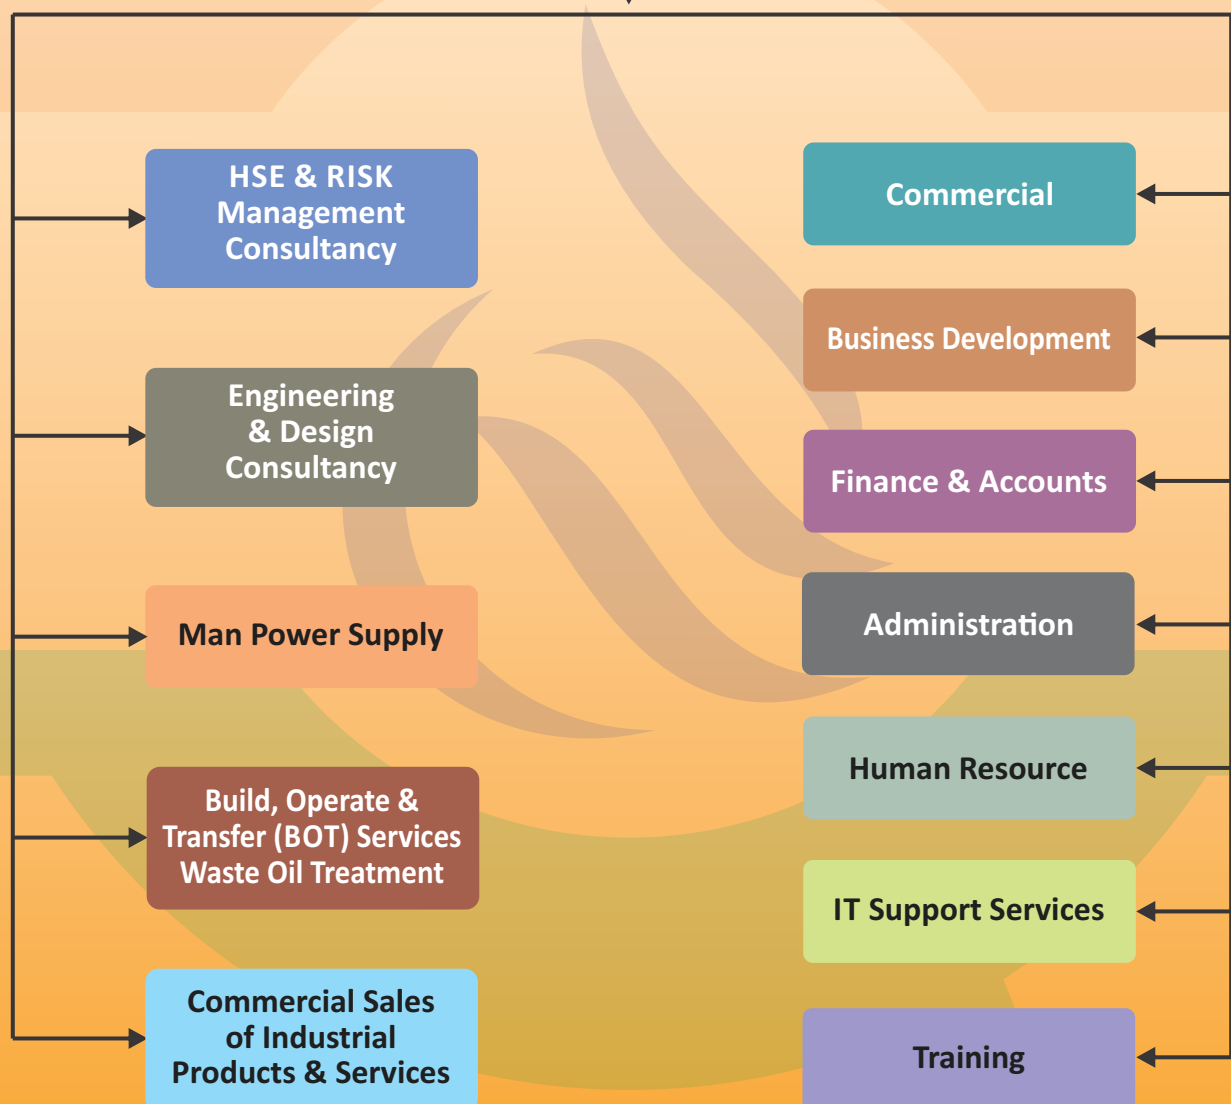 HSE & RISK
Management
Consultancy
Engineering
& Design
Consultancy
Man Power Supply
Build, Operate &
Transfer (BOT) Services
Waste Oil Treatment
Commercial Sales
of Industrial
Products & Services
Commercial
Business Development
Finance & Accounts
Administration
Human Resource
IT Support Services
Training